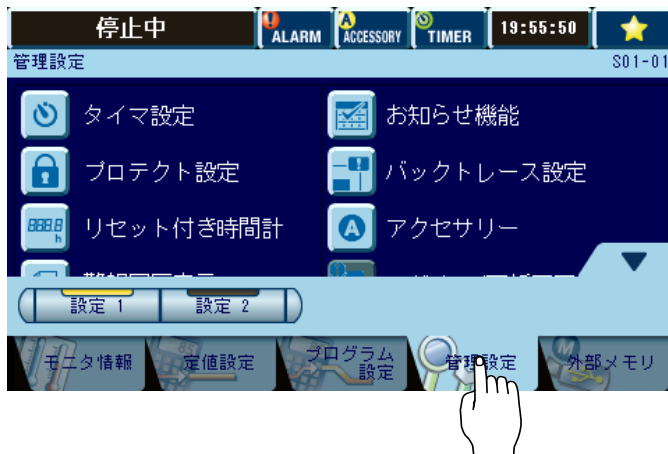 停止中 ALARM ACCESSORY TIMER 19:55:50
管理設定 S01-01
タイマ設定 お知らせ機能
プロテクト設定 バックトレース設定
888.8 h リセット付き時間計 A アクセサリー
設定 1 設定 2
モニタ情報 定値設定 プログラム設定 管理設定 外部メモリ